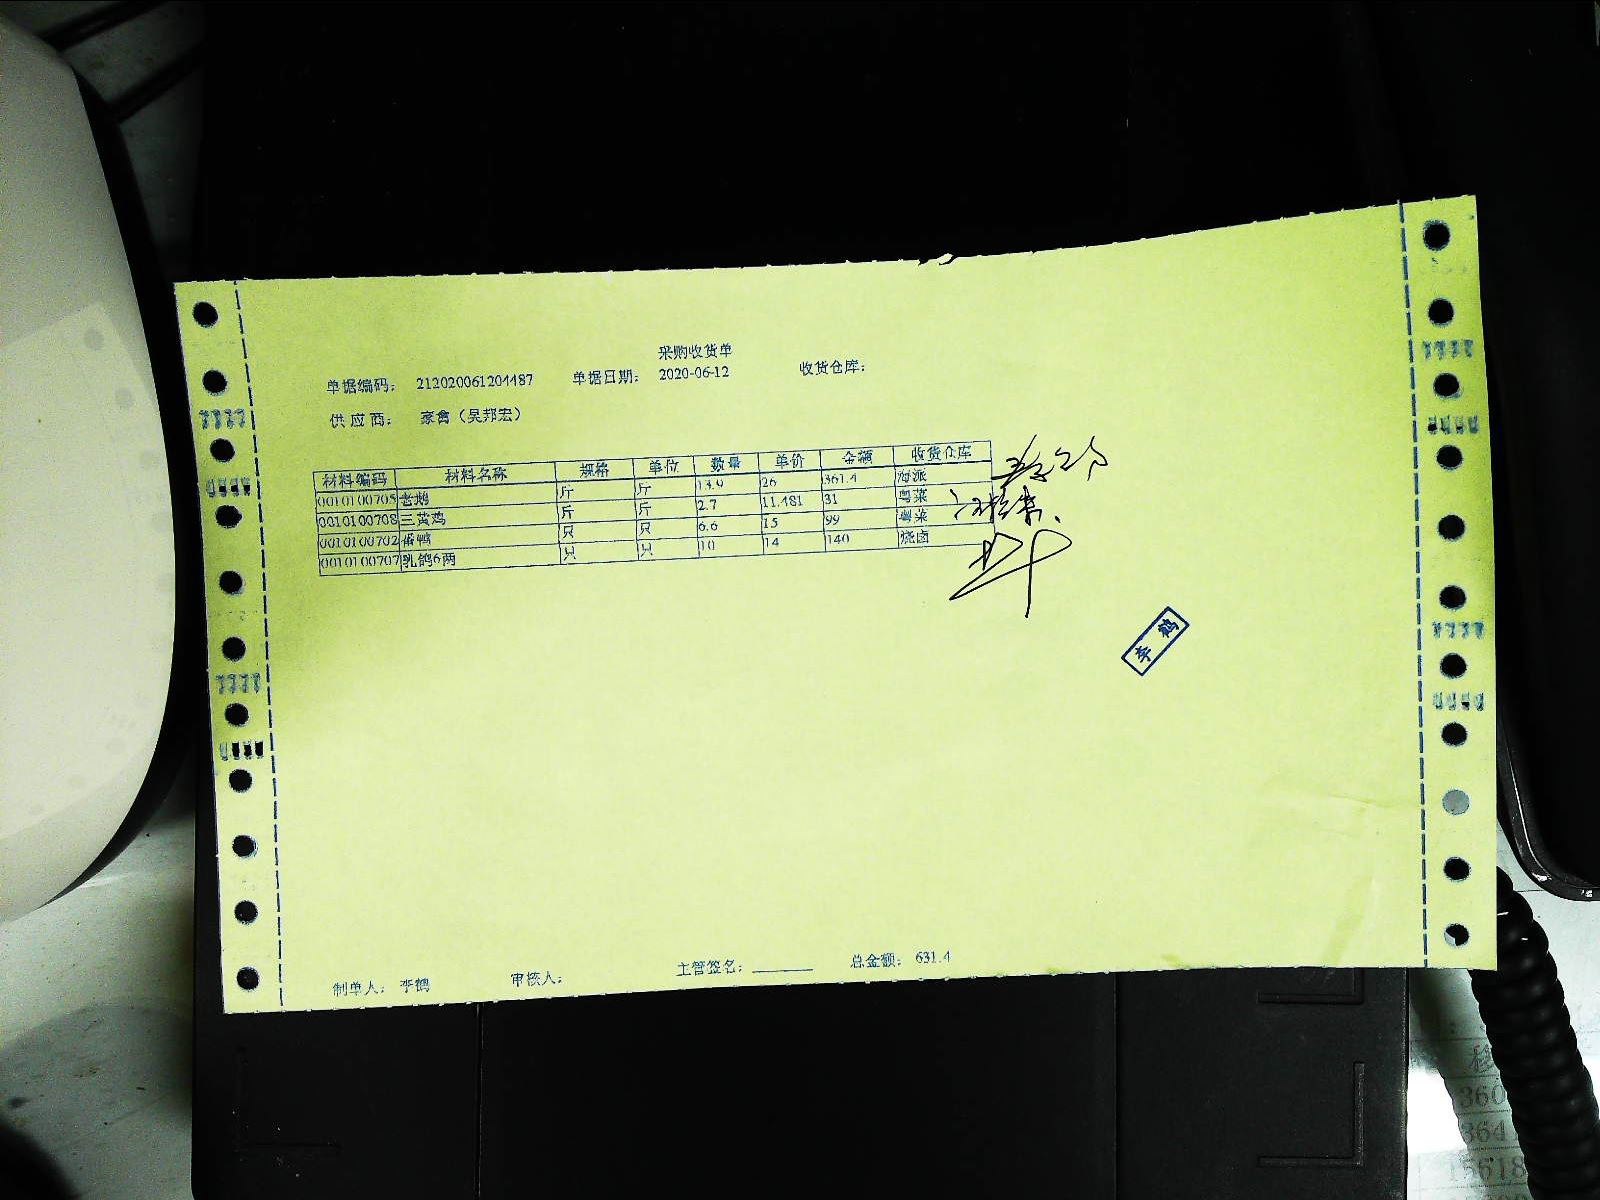 采购收货单
单据编码： 212020061204487 单据日期： 2020-06-12 收货仓库：
供应商： 家禽（吴邦宏）
材料编码 材料名称 规格 单位 数量 单价 金额 收货仓库
0010100705 老鹅 斤 斤 13.9 26 361.4 海派
0010100708 三黄鸡 斤 斤 2.7 11.481 31 粤菜
0010100702 番鸭 只 只 6.6 15 99 粤菜
0010100707 乳鸽6两 只 只 10 14 140 烧卤
李鹤
制单人： 李鹤 审核人： 主管签名： 总金额： 631.4